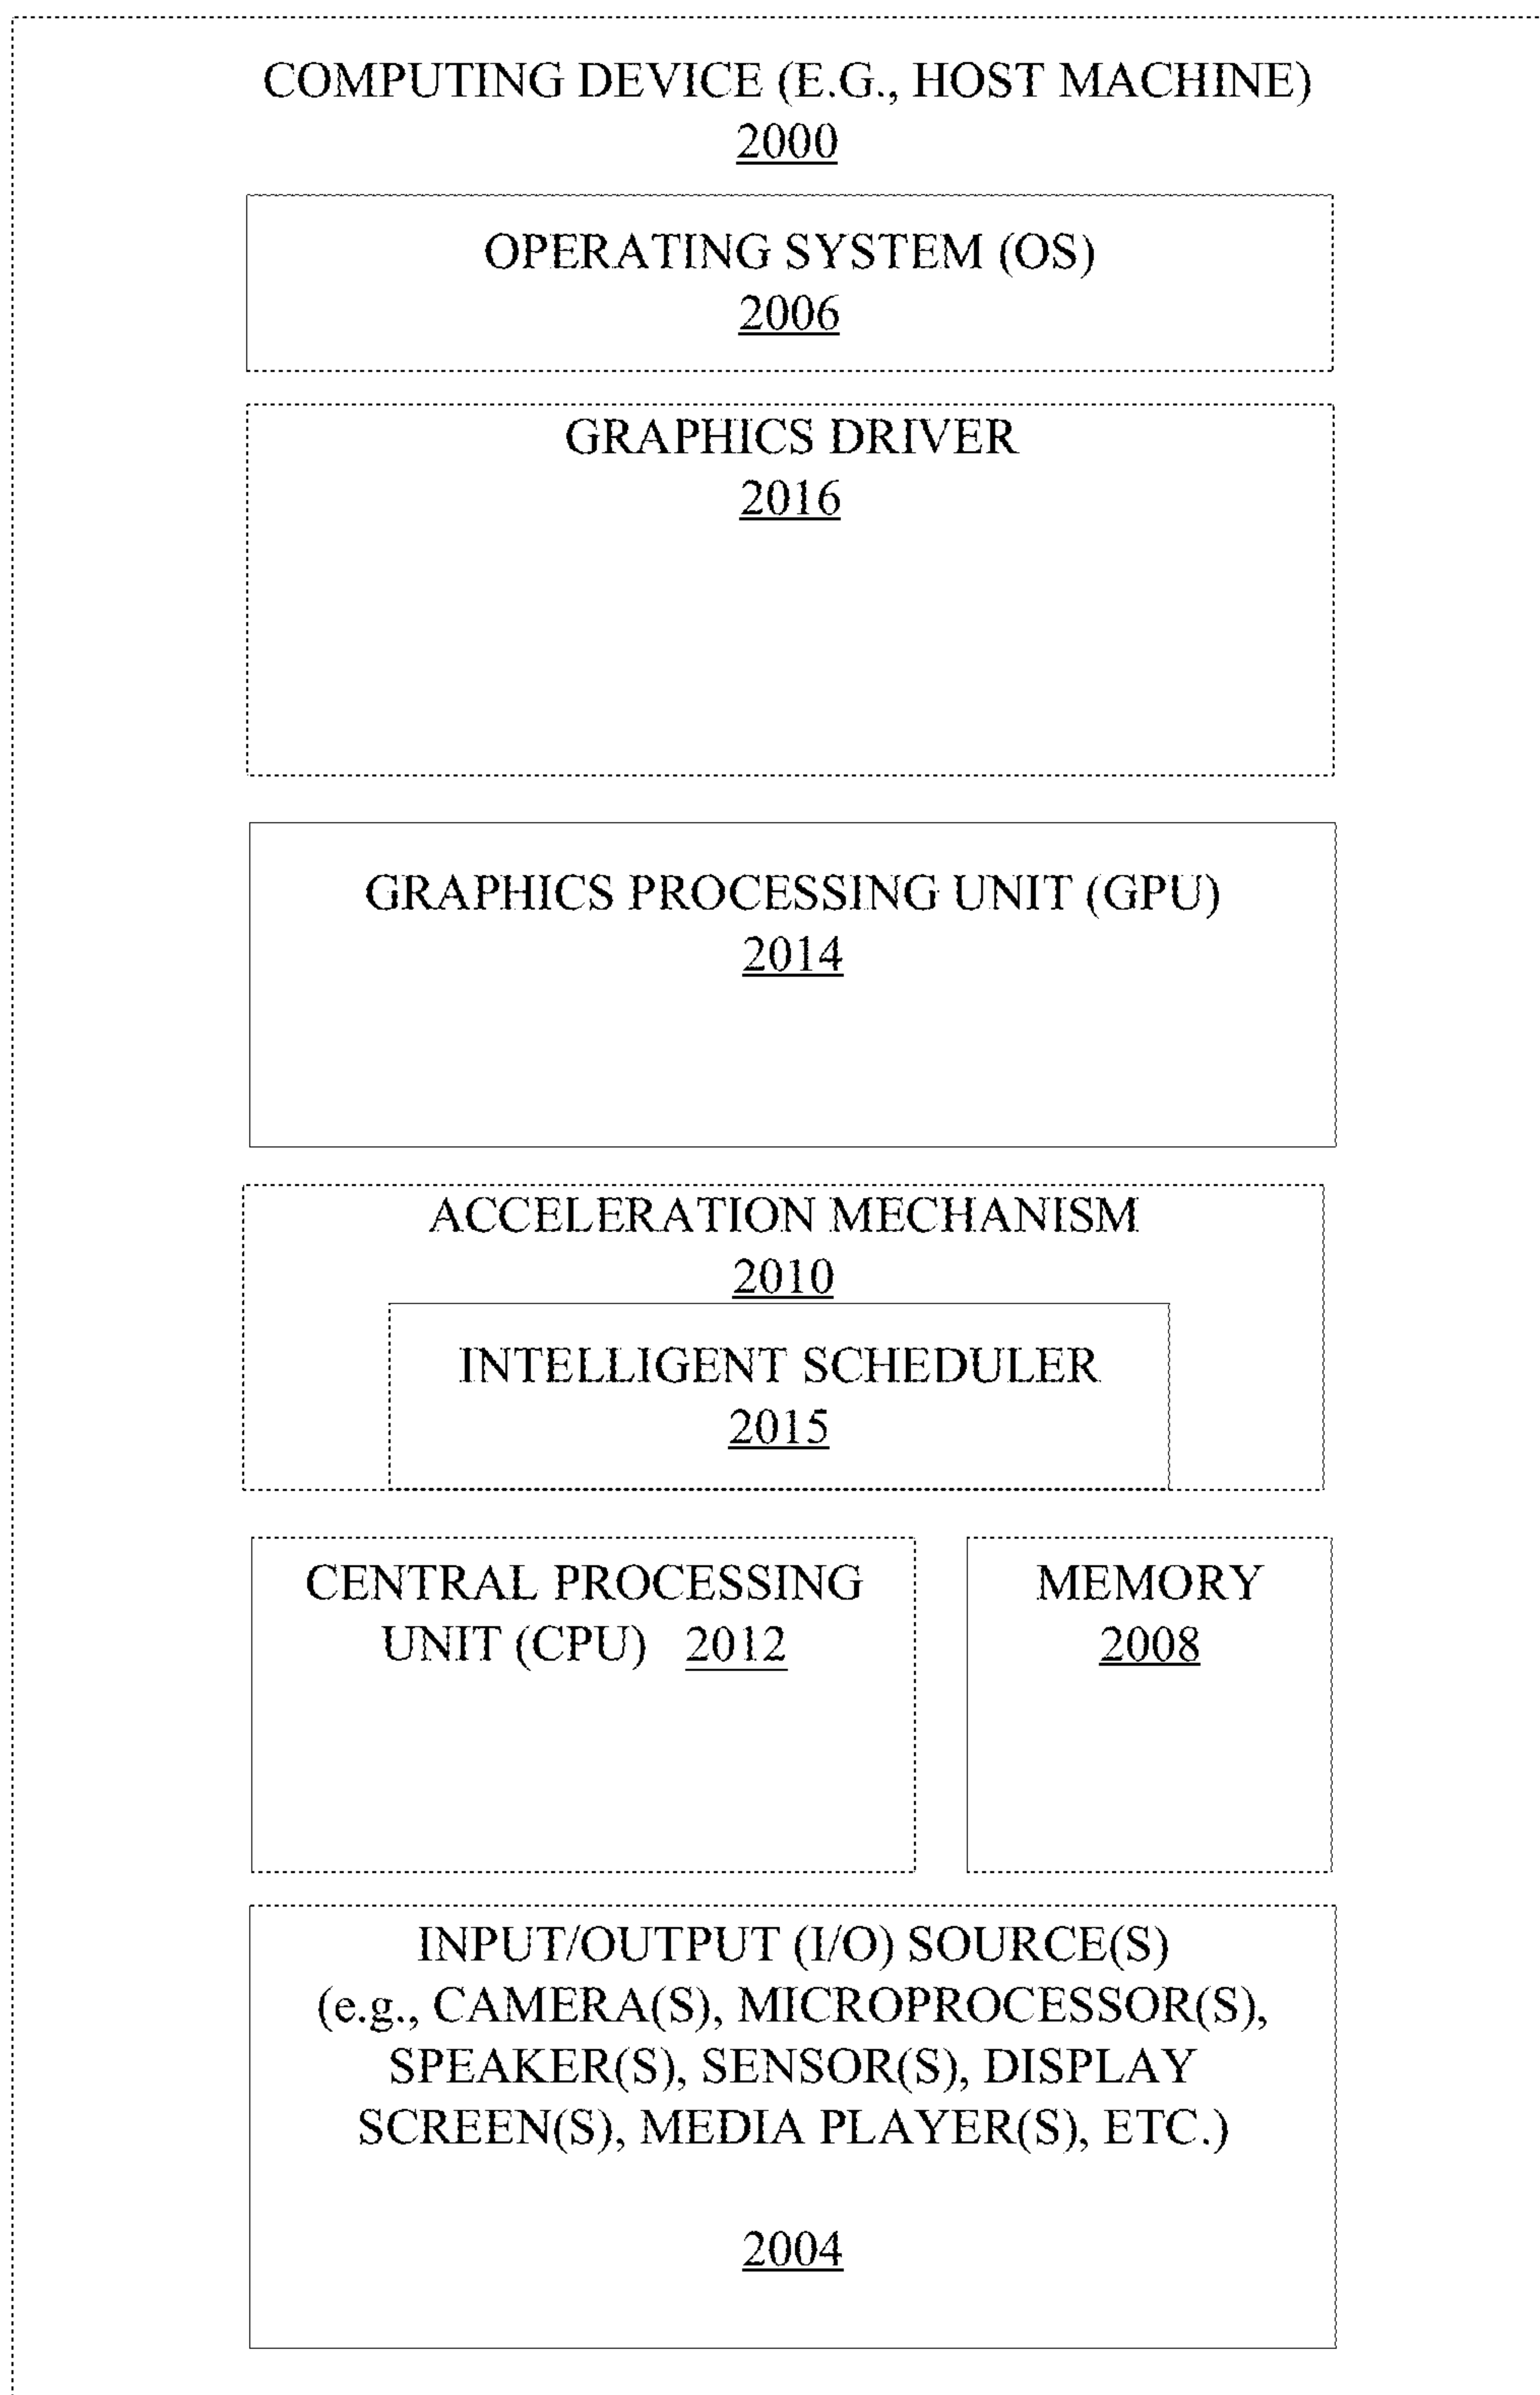 COMPUTING DEVICE (E.G., HOST MACHINE)
2000
OPERATING SYSTEM (OS)
2006
GRAPHICS DRIVER
2016
GRAPHICS PROCESSING UNIT (GPU)
2014
ACCELERATION MECHANISM
2010
INTELLIGENT SCHEDULER
2015
CENTRAL PROCESSING
UNIT (CPU) 2012
MEMORY
2008
INPUT/OUTPUT (I/O) SOURCE(S)
(e.g., CAMERA(S), MICROPROCESSOR(S),
SPEAKER(S), SENSOR(S), DISPLAY
SCREEN(S), MEDIA PLAYER(S), ETC.)
2004